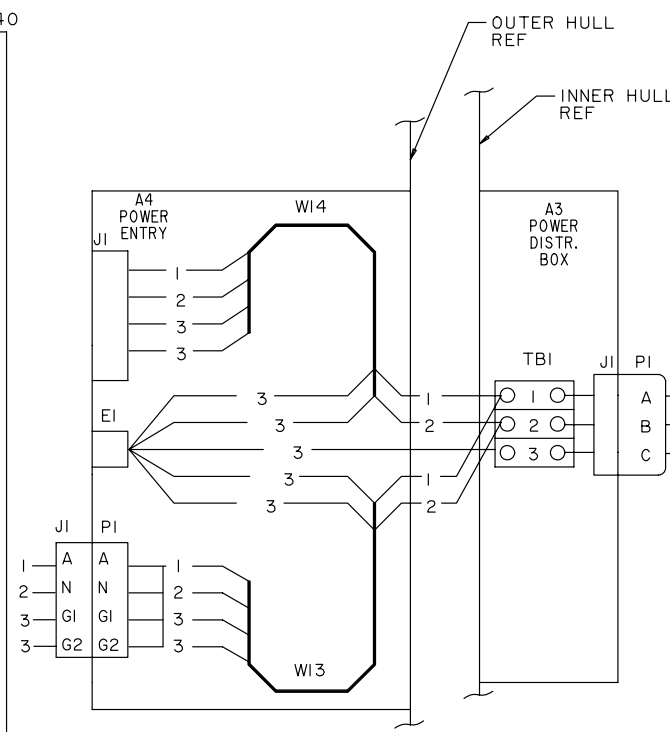 40
OUTER HULL
REF
INNER HULL
REF
A4
POWER
ENTRY
W14
A3
POWER
DISTR.
BOX
J1
1
2
3
3
TB1
J1 P1
3 1 1 A
E1
3 2 2 B
3 3 C
3 1
3 2
J1 P1
1 A A 1
2 N N 2
3 G1 G1 3
3 G2 G2 3
W13